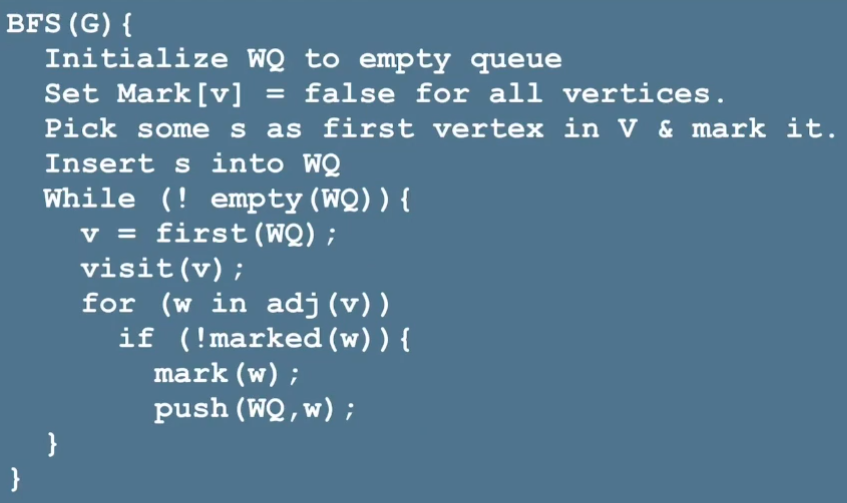 BFS(G){
Initialize WQ to empty queue
Set Mark[v] = false for all vertices.
Pick some s as first vertex in V & mark it.
Insert s into WQ
While (! empty(WQ)){
v = first(WQ);
visit(v);
for (w in adj(v))
if (!marked(w)){
mark(w);
push(WQ,w);
}
}